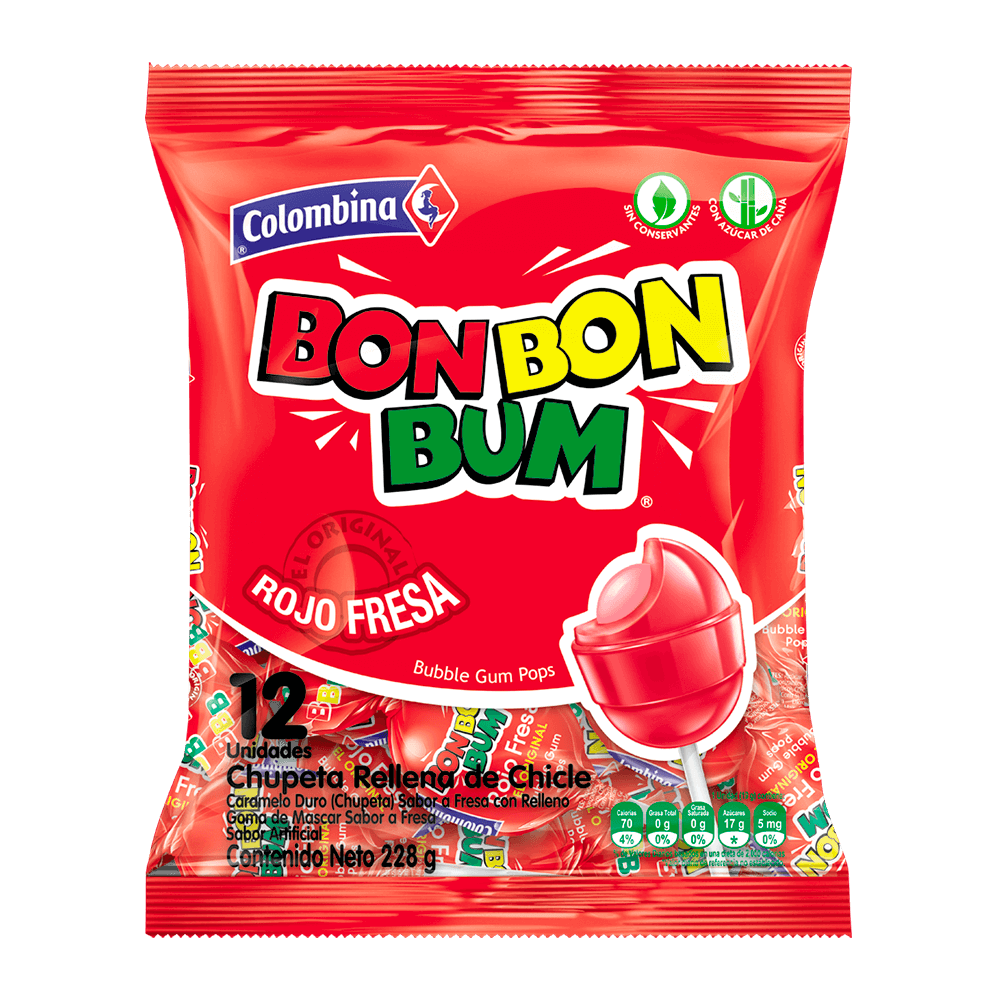 Colombina
®
SIN CONSERVANTES
CON AZÚCAR DE CAÑA
BON BON
BUM
®
EL ORIGINAL
ROJO FRESA
Bubble Gum Pops
12
Unidades
Chupeta Rellena de Chicle
Caramelo Duro (Chupeta) Sabor a Fresa con Relleno
Goma de Mascar Sabor a Fresa
Sabor Artificial
Contenido Neto 228 g
Calorías Grasa Total Grasa Saturada Azúcares Sodio
70 0 g 0 g 17 g 5 mg
4% 0% 0% * 0%